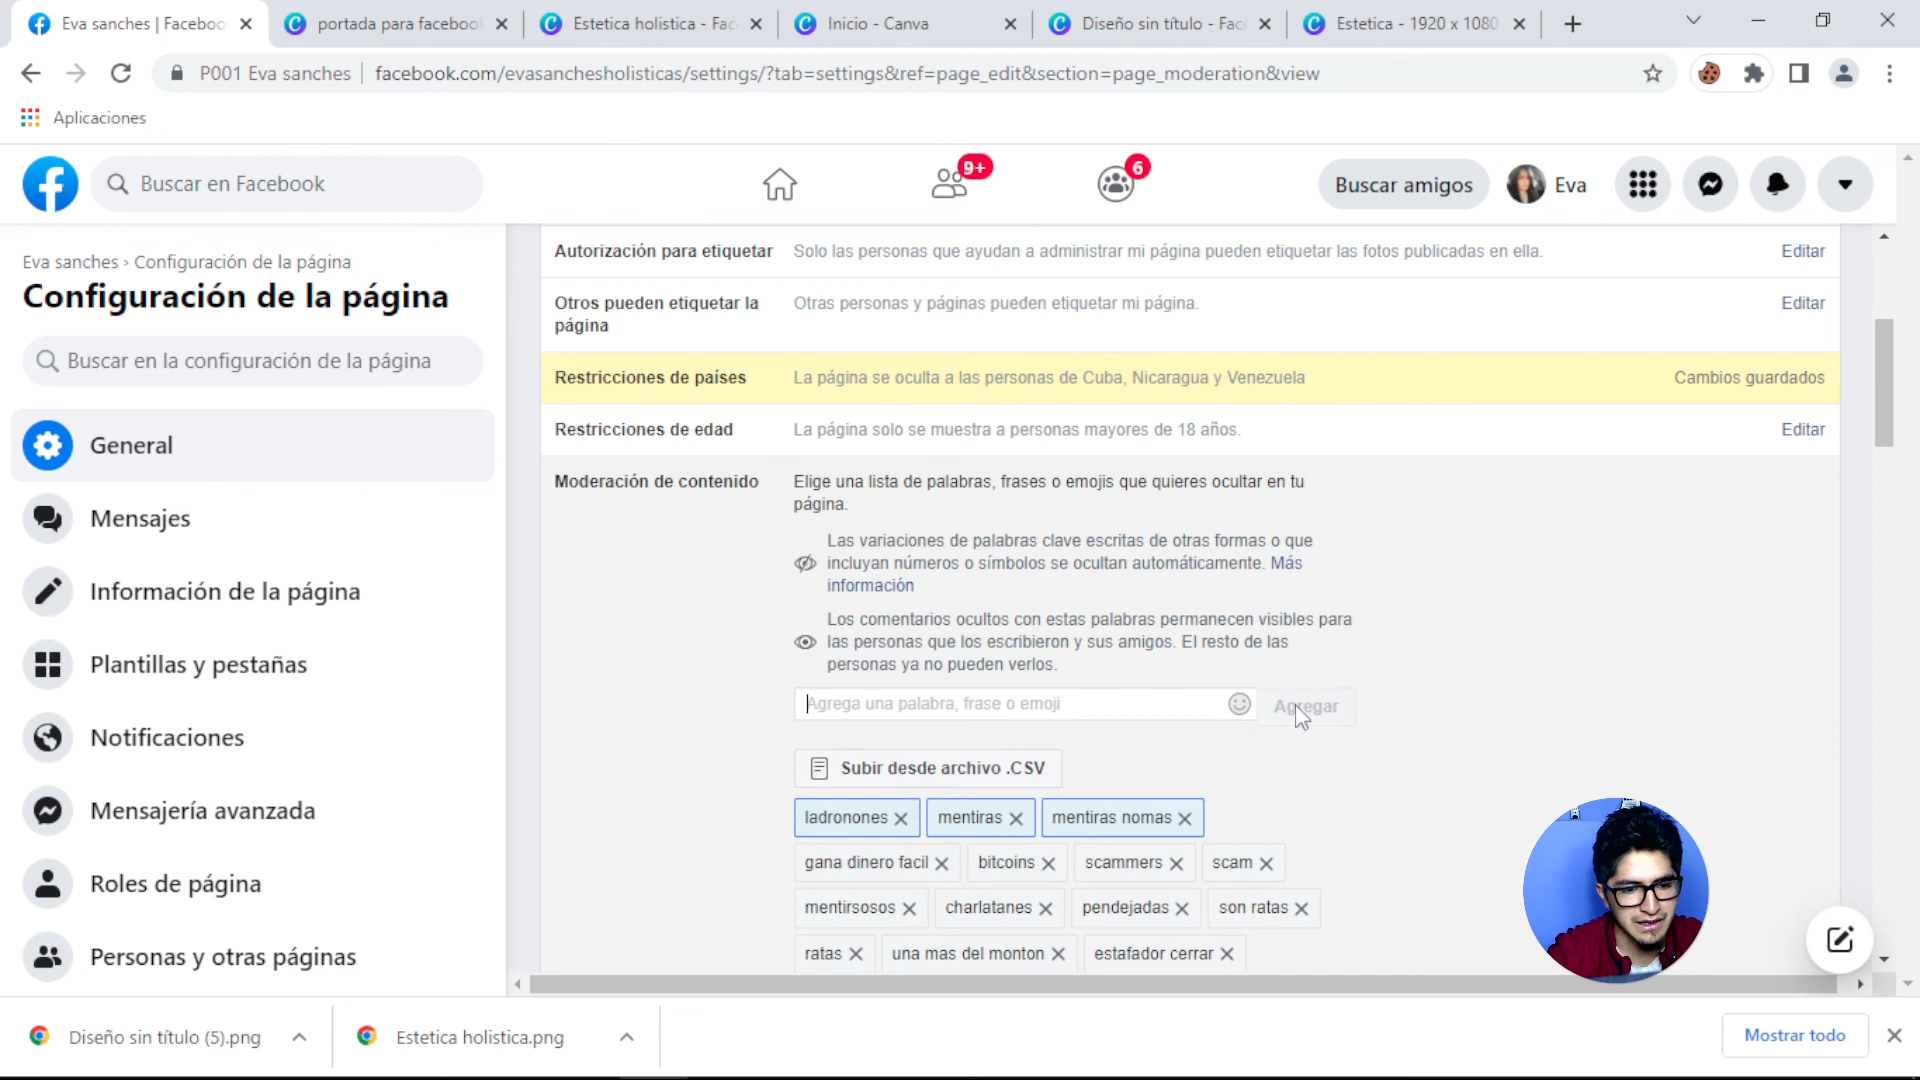 Eva sanches | Faceboo
portada para facebook
Estetica holistica - Fac
Inicio - Canva
Diseño sin título - Fac
Estetica - 1920 x 1080
P001 Eva sanches
facebook.com/evasanchesholisticas/settings/?tab=settings&ref=page_edit&section=page_moderation&view
Aplicaciones
Buscar en Facebook
9+
6
Buscar amigos
Eva
Eva sanches › Configuración de la página
Configuración de la página
Buscar en la configuración de la página
General
Mensajes
Información de la página
Plantillas y pestañas
Notificaciones
Mensajería avanzada
Roles de página
Personas y otras páginas
Autorización para etiquetar
Solo las personas que ayudan a administrar mi página pueden etiquetar las fotos publicadas en ella.
Editar
Otros pueden etiquetar la
página
Otras personas y páginas pueden etiquetar mi página.
Editar
Restricciones de países
La página se oculta a las personas de Cuba, Nicaragua y Venezuela
Cambios guardados
Restricciones de edad
La página solo se muestra a personas mayores de 18 años.
Editar
Moderación de contenido
Elige una lista de palabras, frases o emojis que quieres ocultar en tu
página.
Las variaciones de palabras clave escritas de otras formas o que
incluyan números o símbolos se ocultan automáticamente. Más
información
Los comentarios ocultos con estas palabras permanecen visibles para
las personas que los escribieron y sus amigos. El resto de las
personas ya no pueden verlos.
Agrega una palabra, frase o emoji
Agregar
Subir desde archivo .CSV
ladronones
mentiras
mentiras nomas
gana dinero facil
bitcoins
scammers
scam
mentirsosos
charlatanes
pendejadas
son ratas
ratas
una mas del monton
estafador cerrar
Diseño sin título (5).png
Estetica holistica.png
Mostrar todo